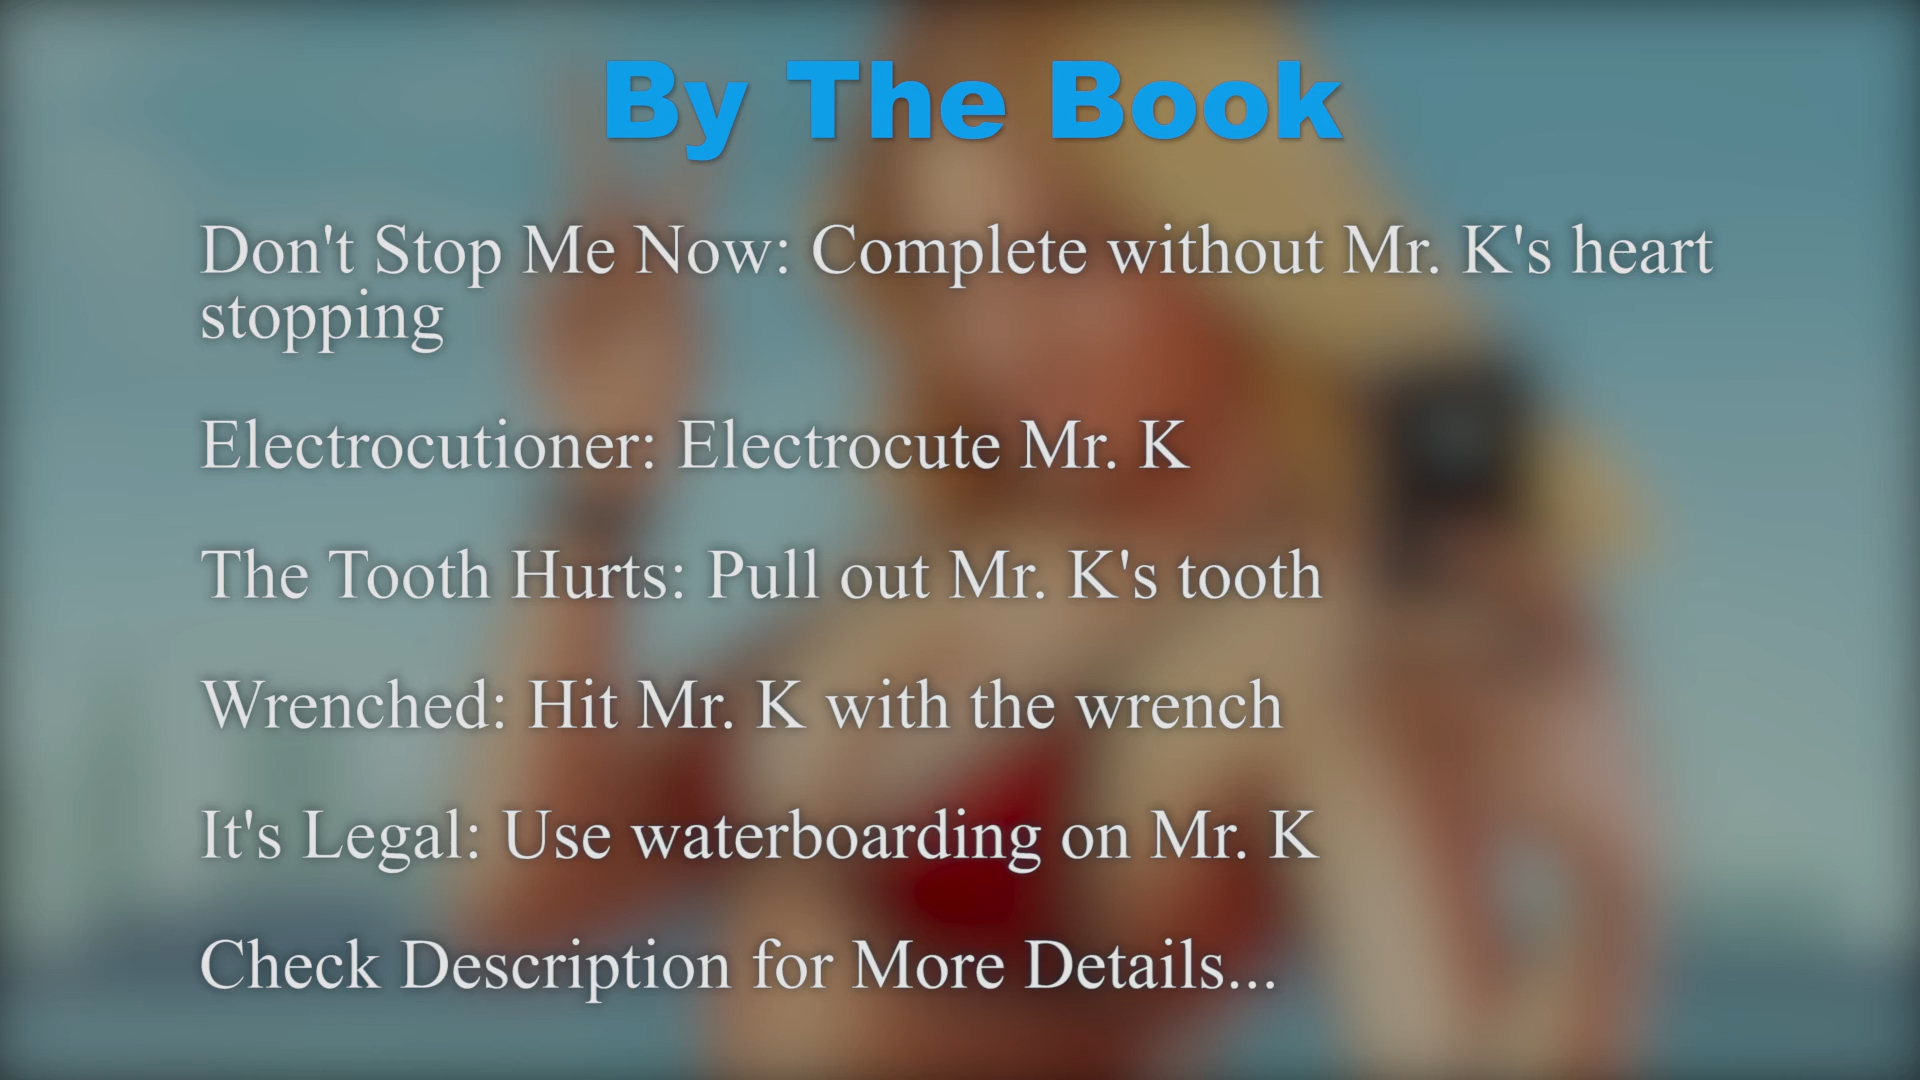 By The Book
Don't Stop Me Now: Complete without Mr. K's heart
stopping
Electrocutioner: Electrocute Mr. K
The Tooth Hurts: Pull out Mr. K's tooth
Wrenched: Hit Mr. K with the wrench
It's Legal: Use waterboarding on Mr. K
Check Description for More Details...